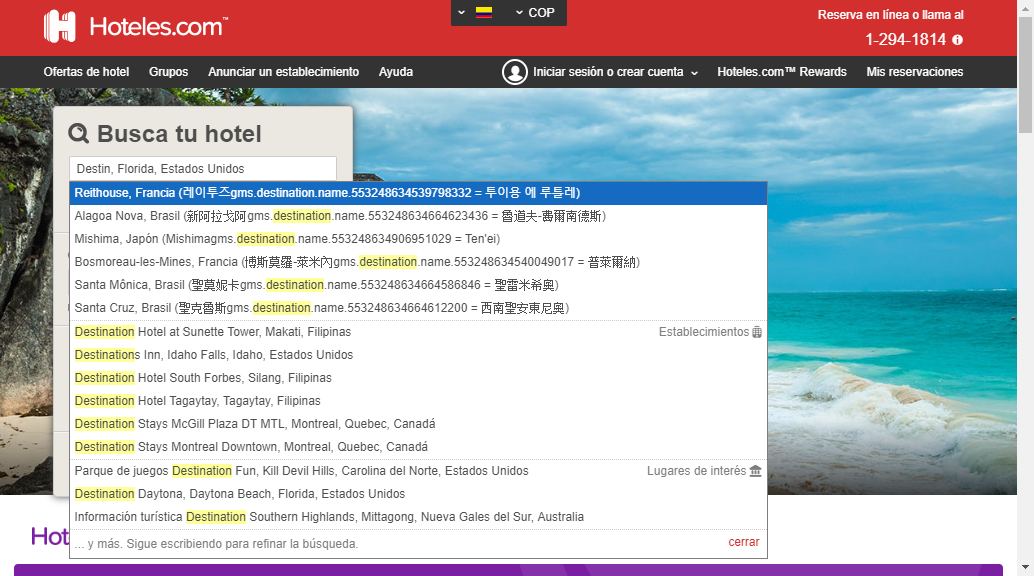 Hoteles.com™
COP
Reserva en línea o llama al
1-294-1814
Ofertas de hotel Grupos Anunciar un establecimiento Ayuda Iniciar sesión o crear cuenta Hoteles.com™ Rewards Mis reservaciones
Busca tu hotel
Destin, Florida, Estados Unidos
Reithouse, Francia (레이투즈gms.destination.name.553248634539798332 = 투이용 에 루틀레)
Alagoa Nova, Brasil (新阿拉戈阿gms.destination.name.553248634664623436 = 魯道夫-費爾南德斯)
Mishima, Japón (Mishimagms.destination.name.553248634906951029 = Ten'ei)
Bosmoreau-les-Mines, Francia (博斯莫羅-萊米內gms.destination.name.553248634540049017 = 普萊爾納)
Santa Mônica, Brasil (聖莫妮卡gms.destination.name.553248634664586846 = 聖雷米希奧)
Santa Cruz, Brasil (聖克魯斯gms.destination.name.553248634664612200 = 西南聖安東尼奧)
Destination Hotel at Sunette Tower, Makati, Filipinas Establecimientos
Destinations Inn, Idaho Falls, Idaho, Estados Unidos
Destination Hotel South Forbes, Silang, Filipinas
Destination Hotel Tagaytay, Tagaytay, Filipinas
Destination Stays McGill Plaza DT MTL, Montreal, Quebec, Canadá
Destination Stays Montreal Downtown, Montreal, Quebec, Canadá
Parque de juegos Destination Fun, Kill Devil Hills, Carolina del Norte, Estados Unidos Lugares de interés
Destination Daytona, Daytona Beach, Florida, Estados Unidos
Información turística Destination Southern Highlands, Mittagong, Nueva Gales del Sur, Australia
... y más. Sigue escribiendo para refinar la búsqueda. cerrar
Hot